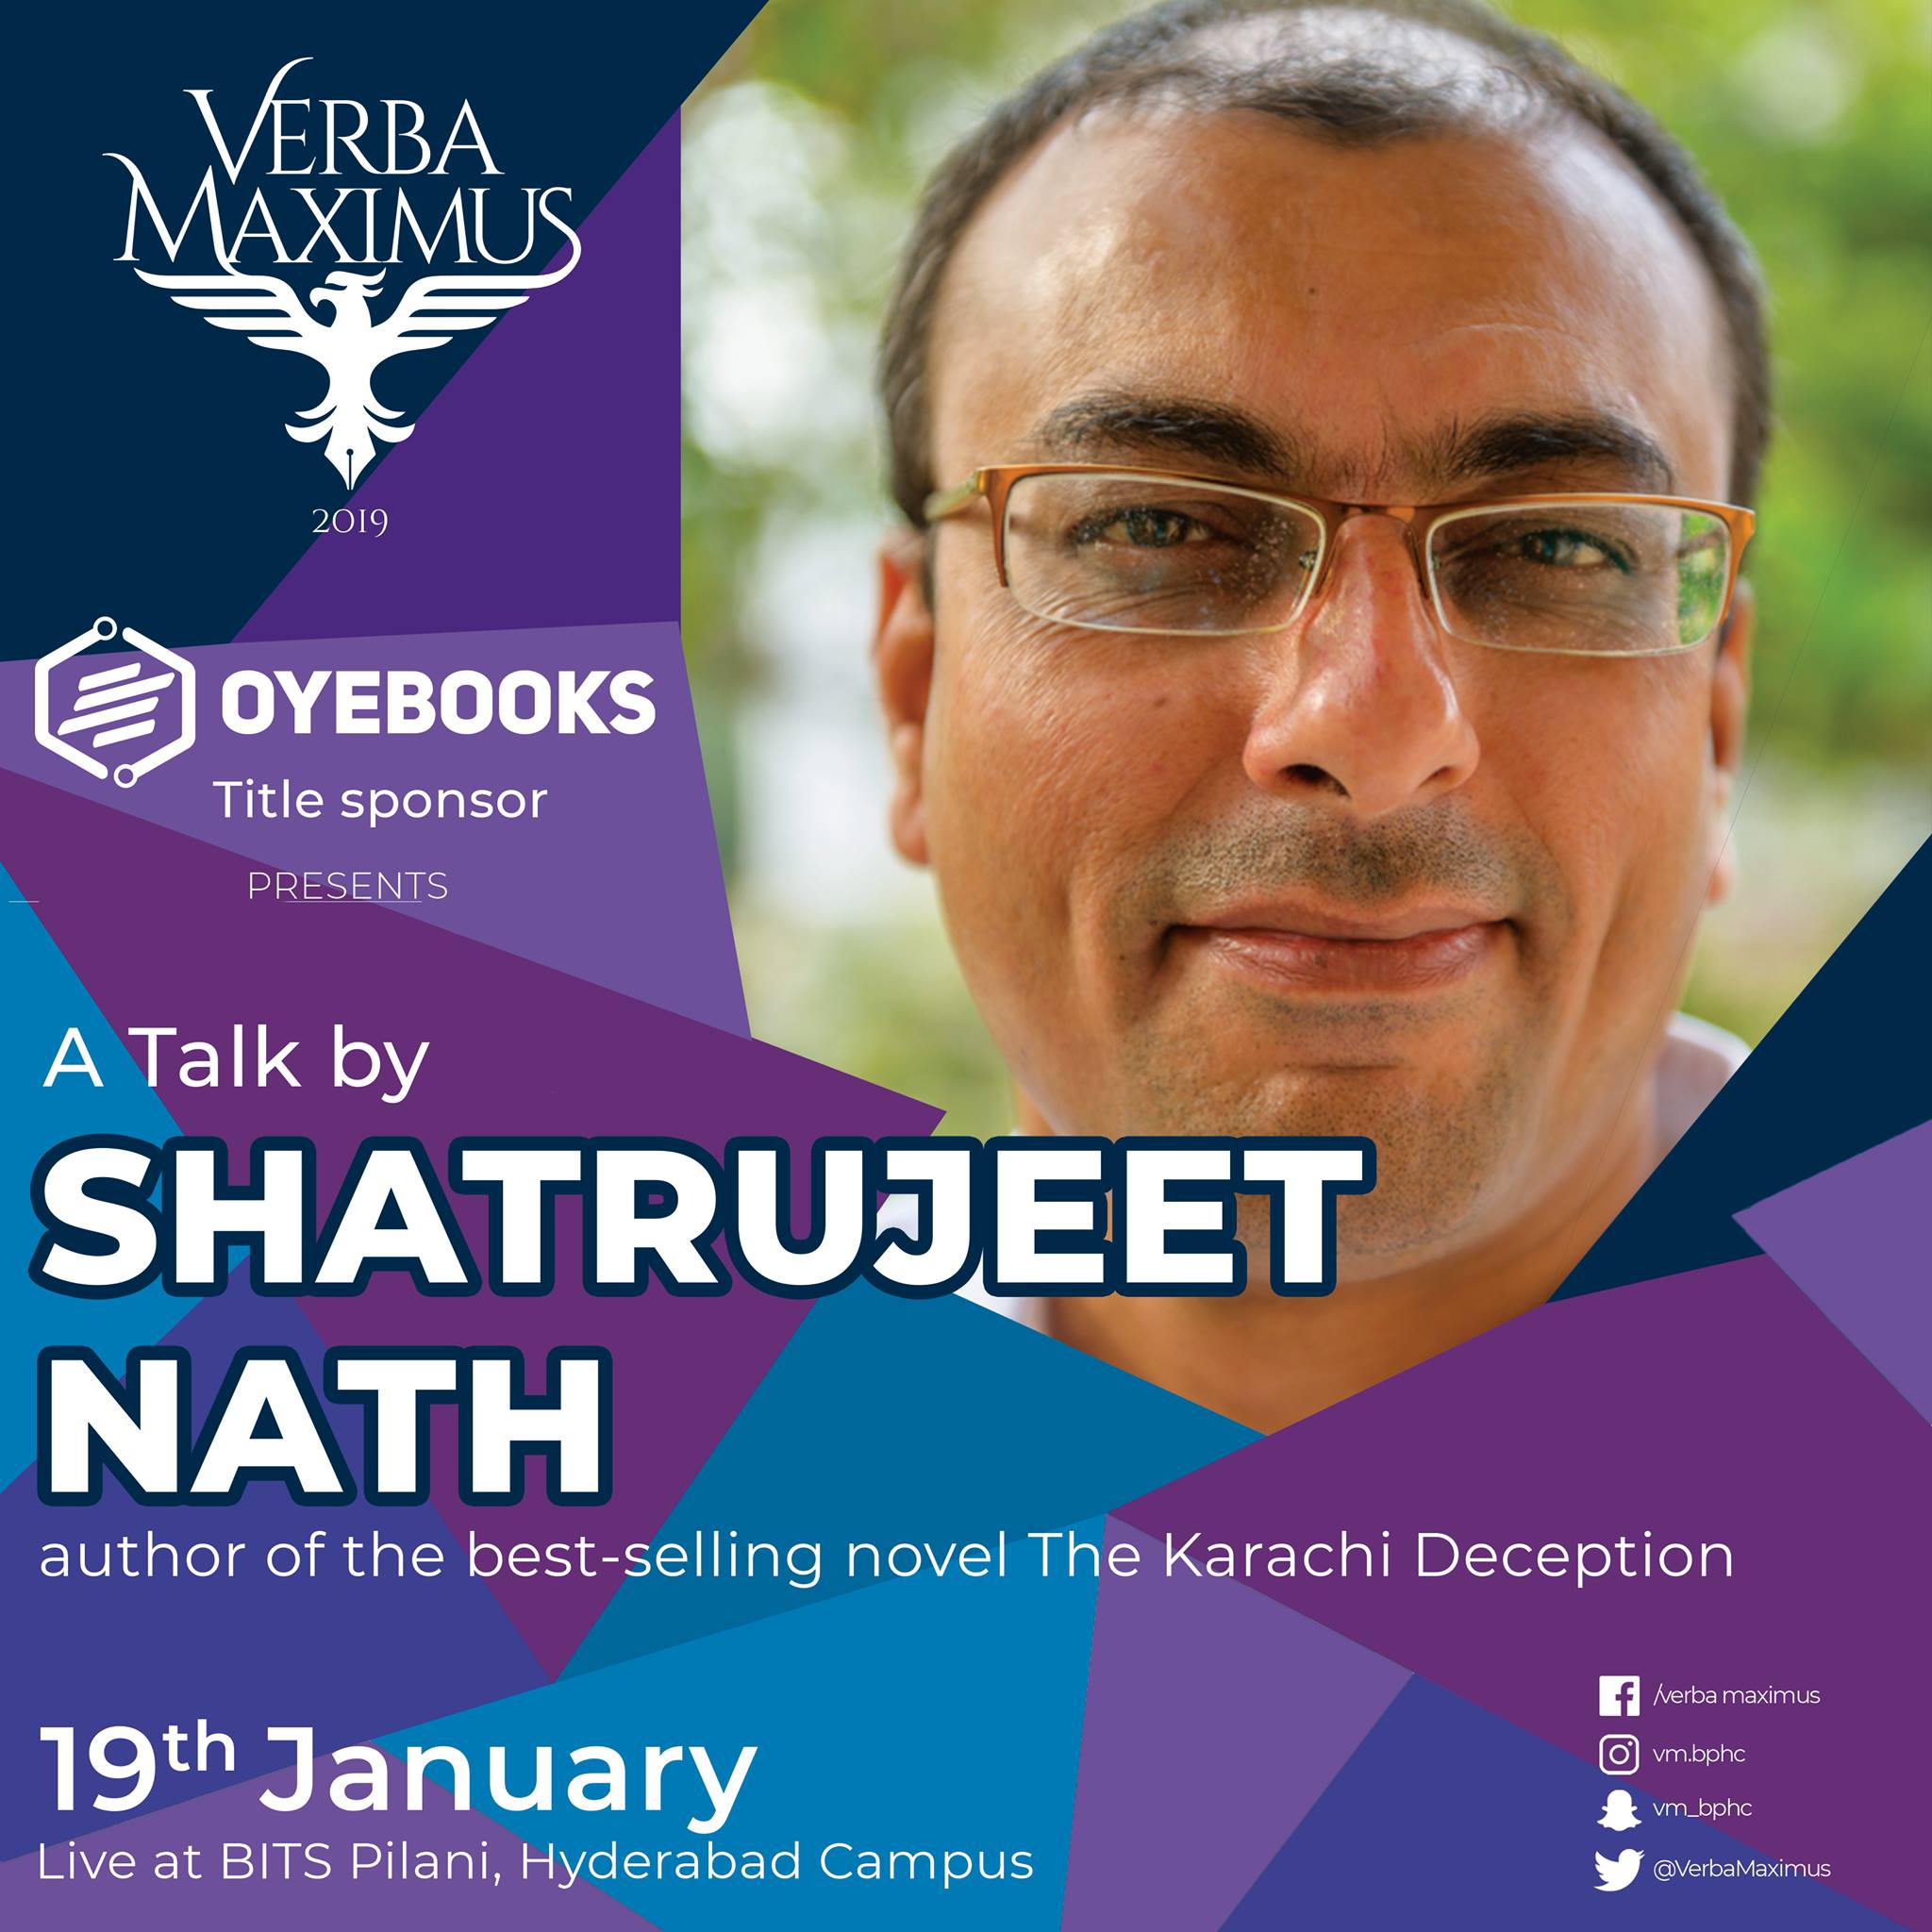 VERBA
MAXIMUS
2019
OYEBOOKS
Title sponsor
PRESENTS
A Talk by
SHATRUJEET
NATH
author of the best-selling novel The Karachi Deception
19th January
Live at BITS Pilani, Hyderabad Campus
/verba maximus
vm.bphc
vm_bphc
@VerbaMaximus